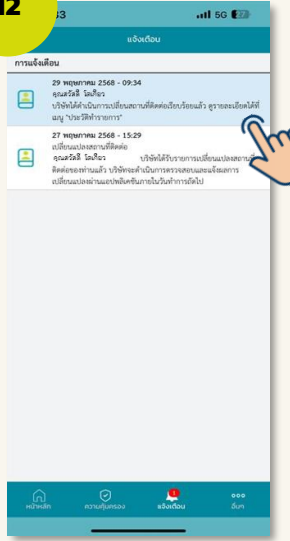 12
53
5G 27
แจ้งเตือน
การแจ้งเตือน
29 พฤษภาคม 2568 - 09:34
คุณสวัสดี โตเกียว
บริษัทได้ดำเนินการเปลี่ยนสถานที่ติดต่อเรียบร้อยแล้ว ดูรายละเอียดได้ที่
เมนู "ประวัติทำรายการ"
27 พฤษภาคม 2568 - 15:29
เปลี่ยนแปลงสถานที่ติดต่อ
คุณสวัสดี โตเกียว บริษัทได้รับรายการเปลี่ยนแปลงสถานที่
ติดต่อของท่านแล้ว บริษัทจะดำเนินการตรวจสอบและแจ้งผลการ
เปลี่ยนแปลงผ่านแอปพลิเคชันภายในวันทำการถัดไป
1
หน้าหลัก ความคุ้มครอง แจ้งเตือน อื่นๆ